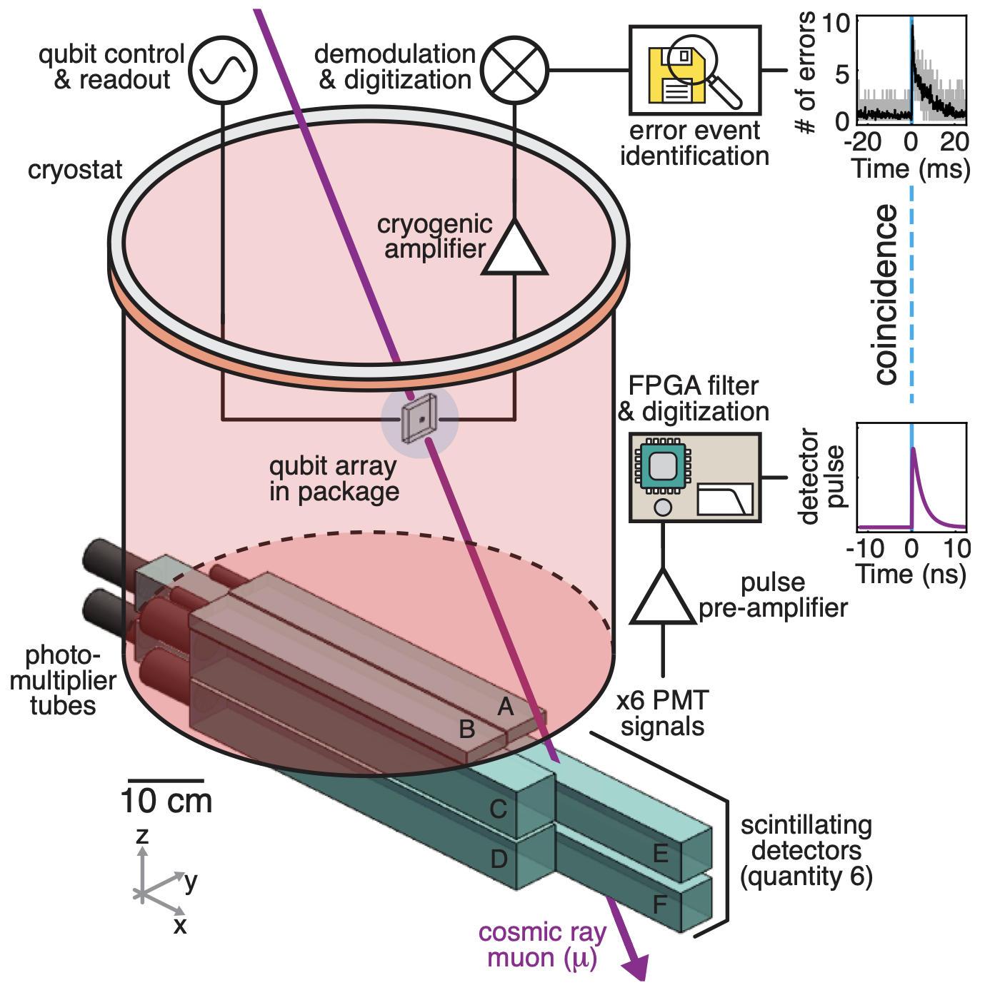 qubit control
& readout
demodulation
& digitization
error event
identification
# of errors
10
5
0
-20 0 20
Time (ms)
cryostat
cryogenic
amplifier
coincidence
qubit array
in package
FPGA filter
& digitization
detector
pulse
-10 0 10
Time (ns)
pulse
pre-amplifier
x6 PMT
signals
photo-
multiplier
tubes
A
B
C
D
E
F
10 cm
z
y
x
scintillating
detectors
(quantity 6)
cosmic ray
muon (μ)